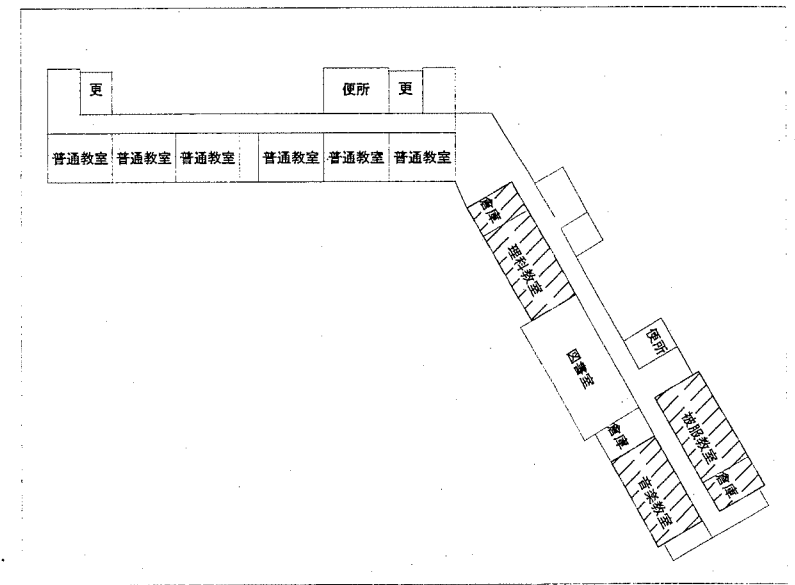 更
便所 更
普通教室 普通教室 普通教室 普通教室 普通教室 普通教室
倉庫
理科教室
図書室
便所
被服教室
倉庫
倉庫
音楽教室